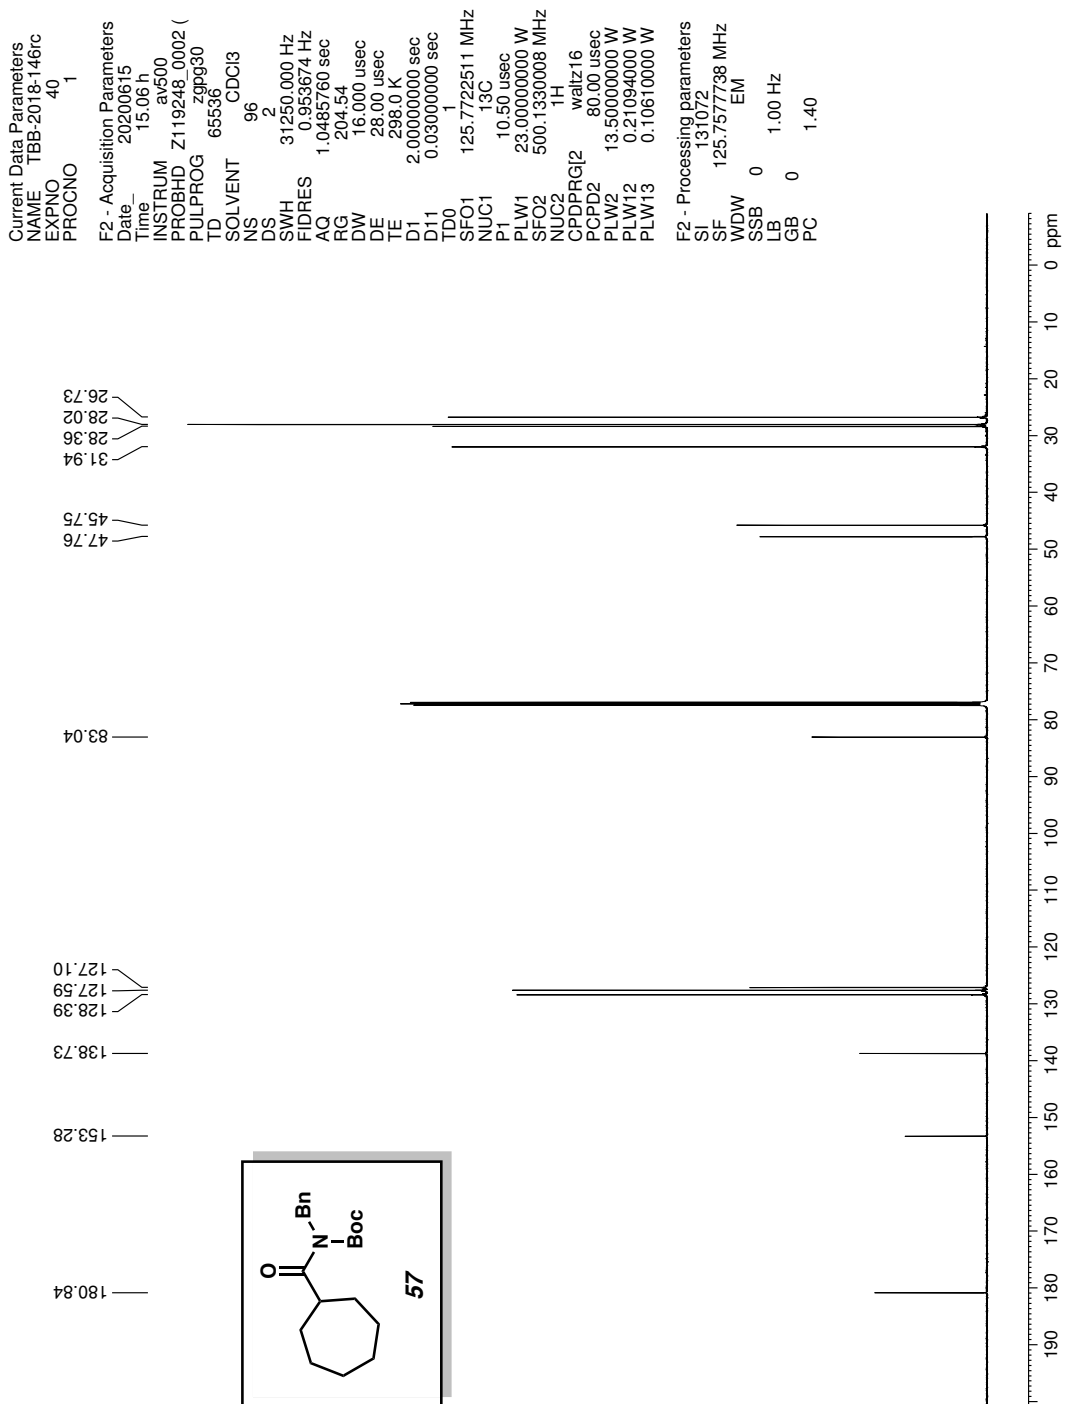 Current Data Parameters
NAME TBB-2018-146rc
EXPNO 40
PROCNO 1
F2 - Acquisition Parameters
Date_ 20200615
Time 15.06 h
INSTRUM av500
PROBHD Z119248_0002 (
PULPROG zgpg30
TD 65536
SOLVENT CDCl3
NS 96
DS 2
SWH 31250.000 Hz
FIDRES 0.953674 Hz
AQ 1.0485760 sec
RG 204.54
DW 16.000 usec
DE 28.00 usec
TE 298.0 K
D1 2.00000000 sec
D11 0.03000000 sec
TD0 1
SFO1 125.7722511 MHz
NUC1 13C
P1 10.50 usec
PLW1 23.00000000 W
SFO2 500.1330008 MHz
NUC2 1H
CPDPRG[2 waltz16
PCPD2 80.00 usec
PLW2 13.50000000 W
PLW12 0.21094000 W
PLW13 0.10610000 W
F2 - Processing parameters
SI 131072
SF 125.7577738 MHz
WDW EM
SSB 0
LB 1.00 Hz
GB 0
PC 1.40
180.84
153.28
138.73
128.39
127.59
127.10
83.04
47.76
45.75
31.94
28.36
28.02
26.73
O
N
Bn
Boc
57
190 180 170 160 150 140 130 120 110 100 90 80 70 60 50 40 30 20 10 0 ppm